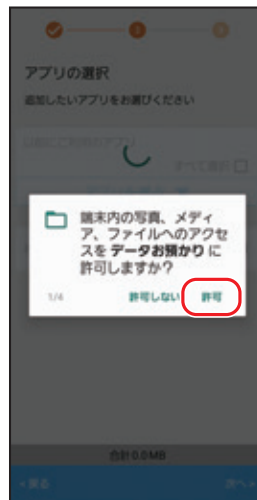 アプリの選択
追加したいアプリをお選びください
すべて選択
端末内の写真、メディ
ア、ファイルへのアクセ
スを データお預かり に
許可しますか?
1/4 許可しない 許可
合計0.0MB
<戻る 次へ>